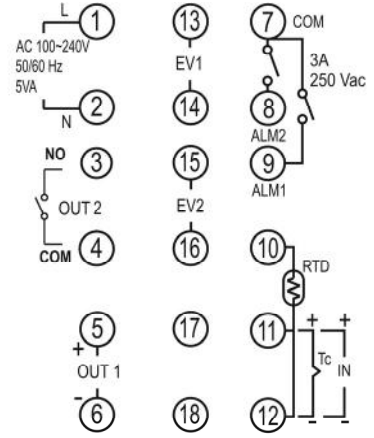 L
1
AC 100~240V
50/60 Hz
5VA
N
2
NO
3
OUT 2
COM
4
5
+
OUT 1
-
6
13
EV1
14
15
EV2
16
17
18
7
COM
3A
250 Vac
8
ALM2
9
ALM1
10
RTD
11
+
+
Tc
IN
12
-
-